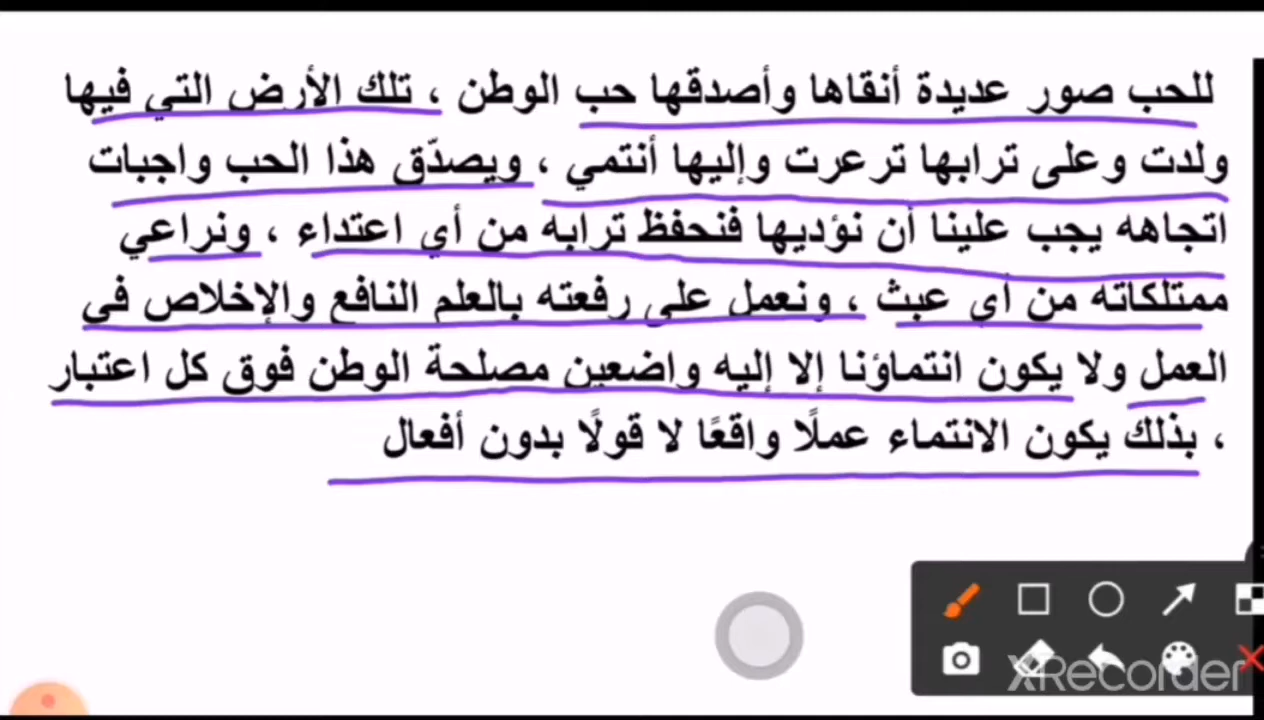 للحب صور عديدة أنقاها وأصدقها حب الوطن ، تلك الأرض التي فيها
ولدت وعلى ترابها ترعرت وإليها أنتمي ، ويصدّق هذا الحب واجبات
اتجاهه يجب علينا أن نؤديها فنحفظ ترابه من أي اعتداء ، ونراعي
ممتلكاته من أي عبث ، ونعمل على رفعته بالعلم النافع والإخلاص في
العمل ولا يكون انتماؤنا إلا إليه واضعين مصلحة الوطن فوق كل اعتبار
، بذلك يكون الانتماء عملًا واقعًا لا قولًا بدون أفعال
XRecorder